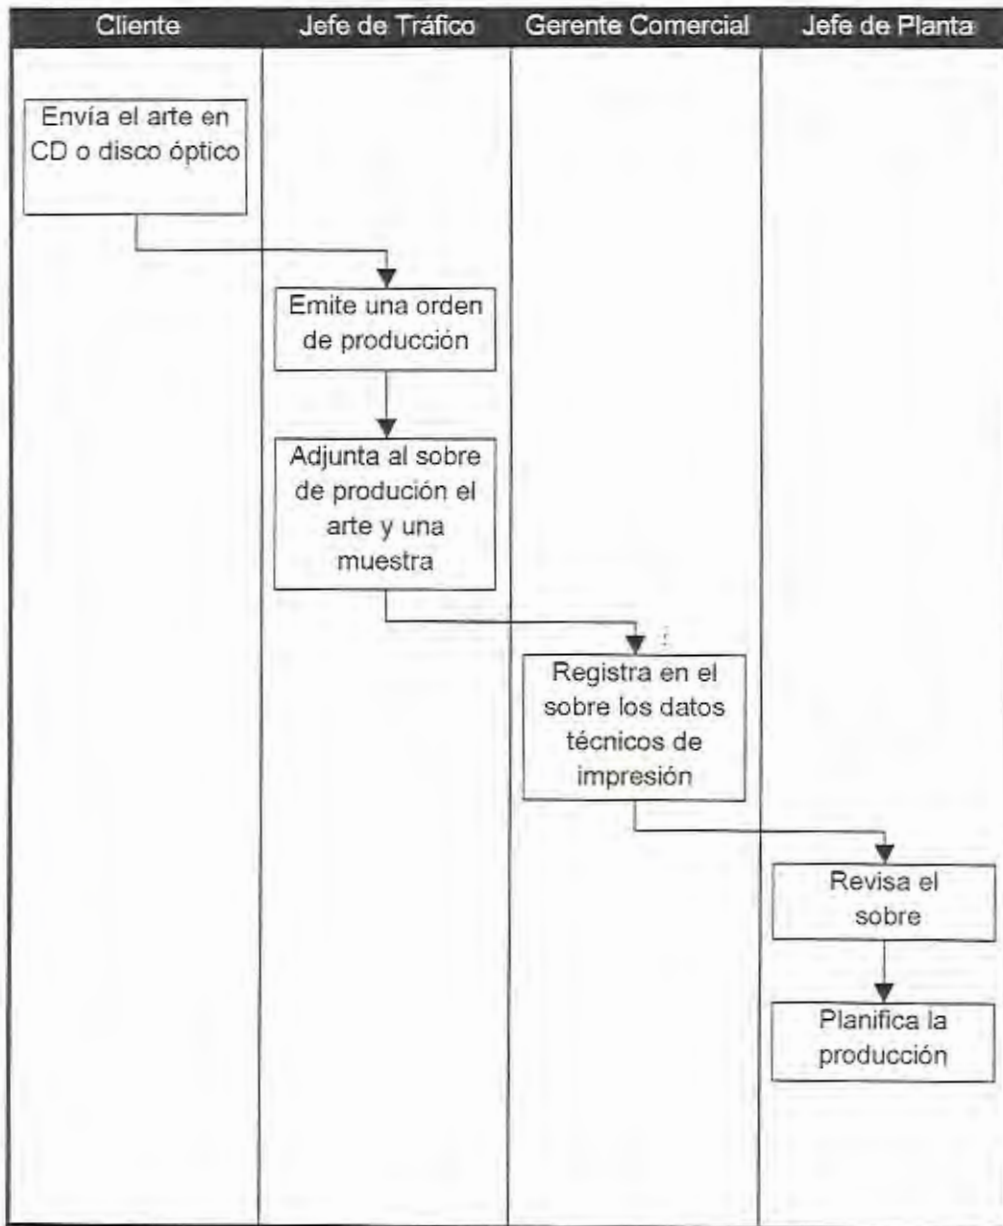 Cliente
Jefe de Tráfico
Gerente Comercial
Jefe de Planta
Envía el arte en
CD o disco óptico
Emite una orden
de producción
Adjunta al sobre
de produción el
arte y una
muestra
Registra en el
sobre los datos
técnicos de
impresión
Revisa el
sobre
Planifica la
producción